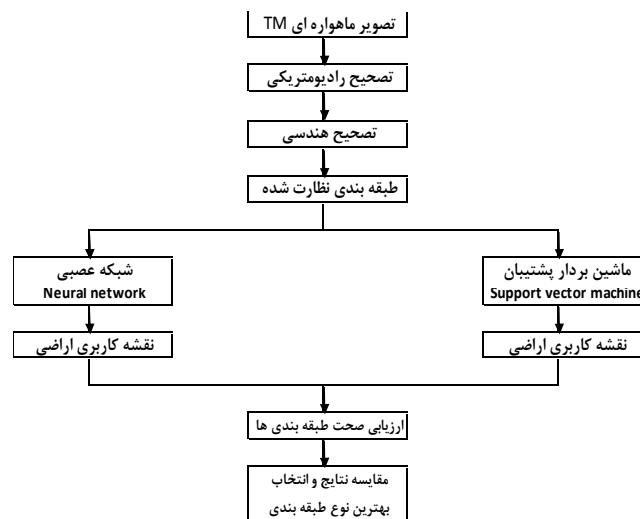 تصویر ماهواره ای TM
تصحیح رادیومتریکی
تصحیح هندسی
طبقه بندی نظارت شده
ماشین بردار پشتیبان
Support vector machine
شبکه عصبی
Neural network
نقشه کاربری اراضی
نقشه کاربری اراضی
ارزیابی صحت طبقه بندی ها
مقایسه نتایج و انتخاب
بهترین نوع طبقه بندی